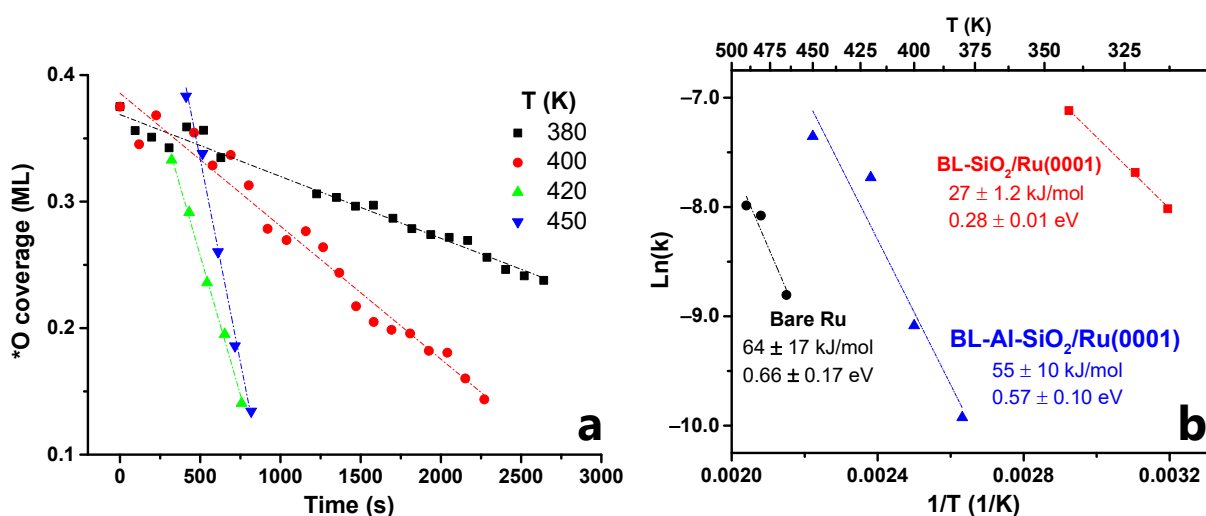 0.4
0.3
0.2
0.1
*O coverage (ML)
0 500 1000 1500 2000 2500 3000
Time (s)
T (K)
380
400
420
450
a
T (K)
500 475 450 425 400 375 350 325
−7.0
−8.0
−9.0
−10.0
Ln(k)
BL-SiO₂/Ru(0001)
27 ± 1.2 kJ/mol
0.28 ± 0.01 eV
Bare Ru
64 ± 17 kJ/mol
0.66 ± 0.17 eV
BL-Al-SiO₂/Ru(0001)
55 ± 10 kJ/mol
0.57 ± 0.10 eV
b
0.0020 0.0024 0.0028 0.0032
1/T (1/K)